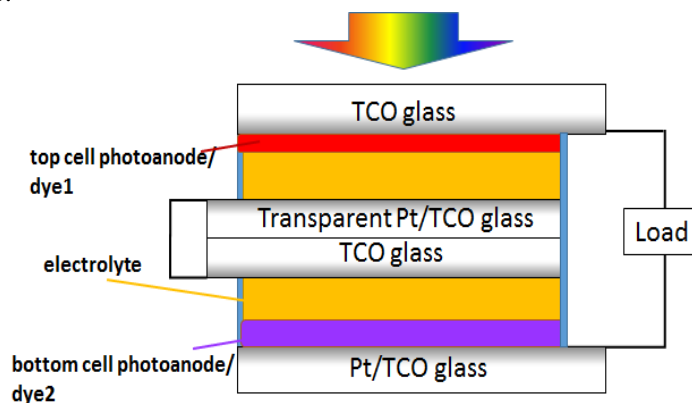 TCO glass
top cell photoanode/
dye1
Transparent Pt/TCO glass
Load
TCO glass
electrolyte
bottom cell photoanode/
dye2
Pt/TCO glass